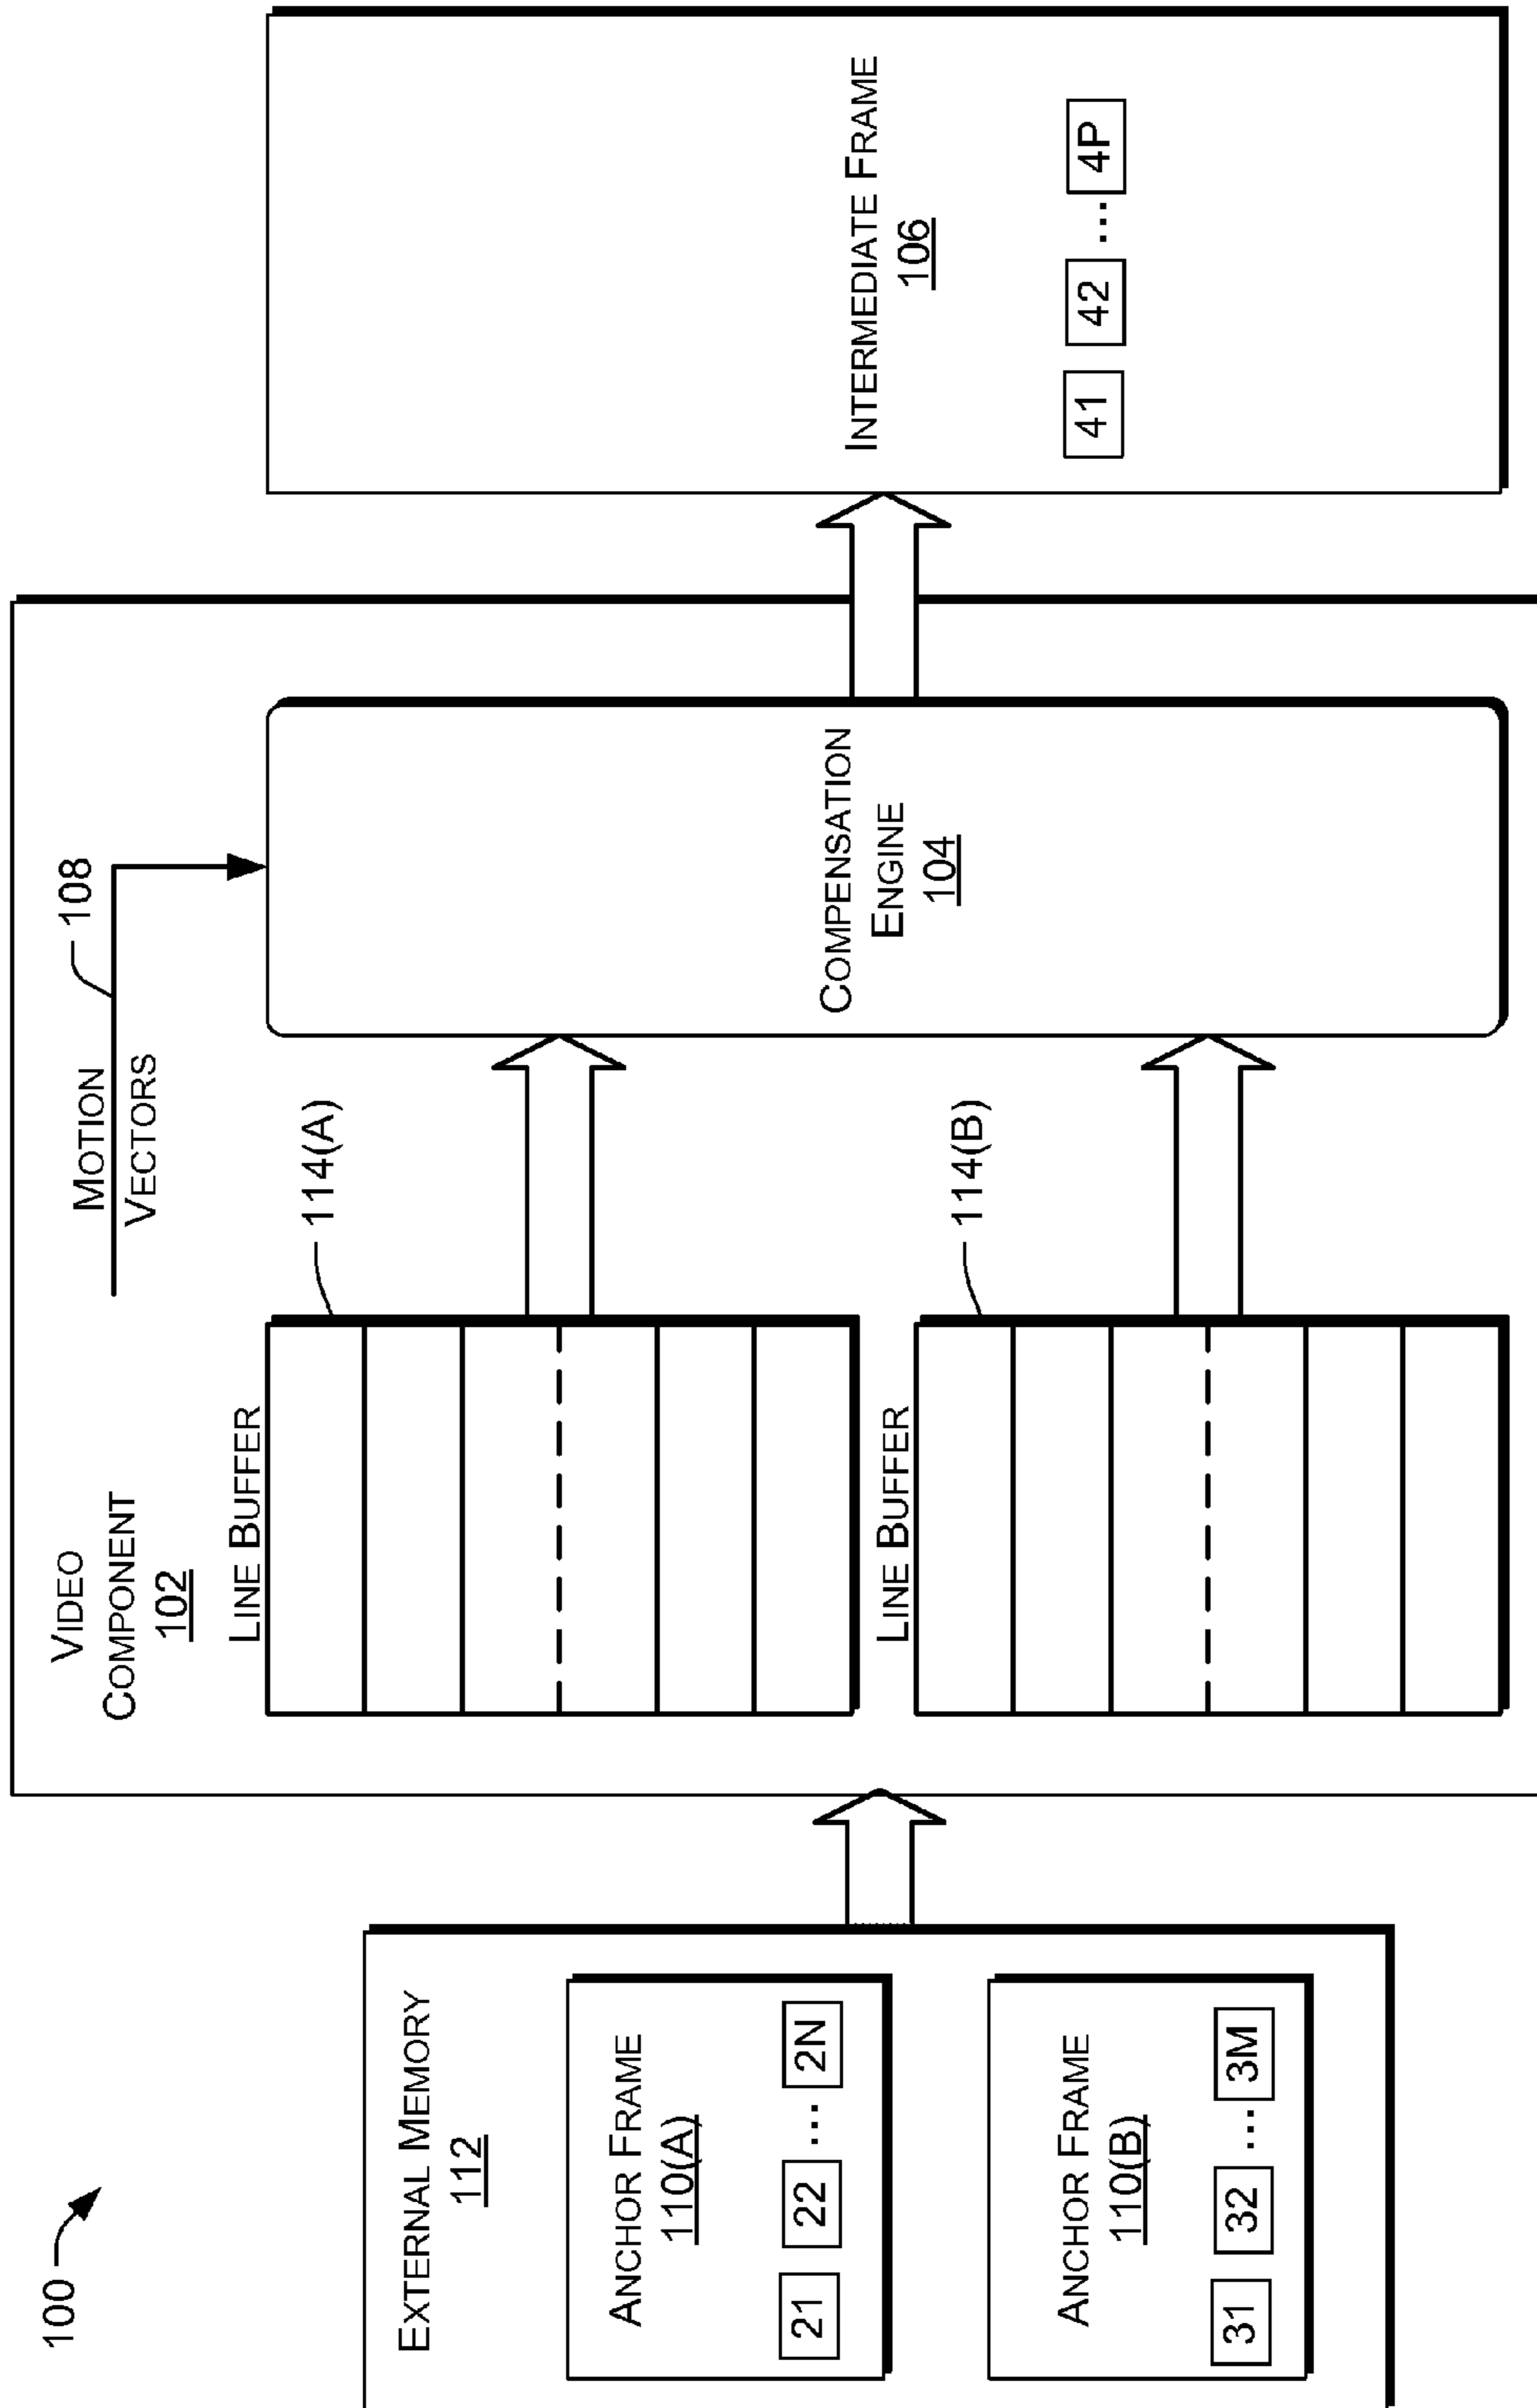 100
EXTERNAL MEMORY
112
ANCHOR FRAME
110(A)
21 22 ... 2N
ANCHOR FRAME
110(B)
31 32 ... 3M
VIDEO
COMPONENT
102
MOTION
VECTORS
108
LINE BUFFER
114(A)
LINE BUFFER
114(B)
COMPENSATION
ENGINE
104
INTERMEDIATE FRAME
106
41 42 ... 4P